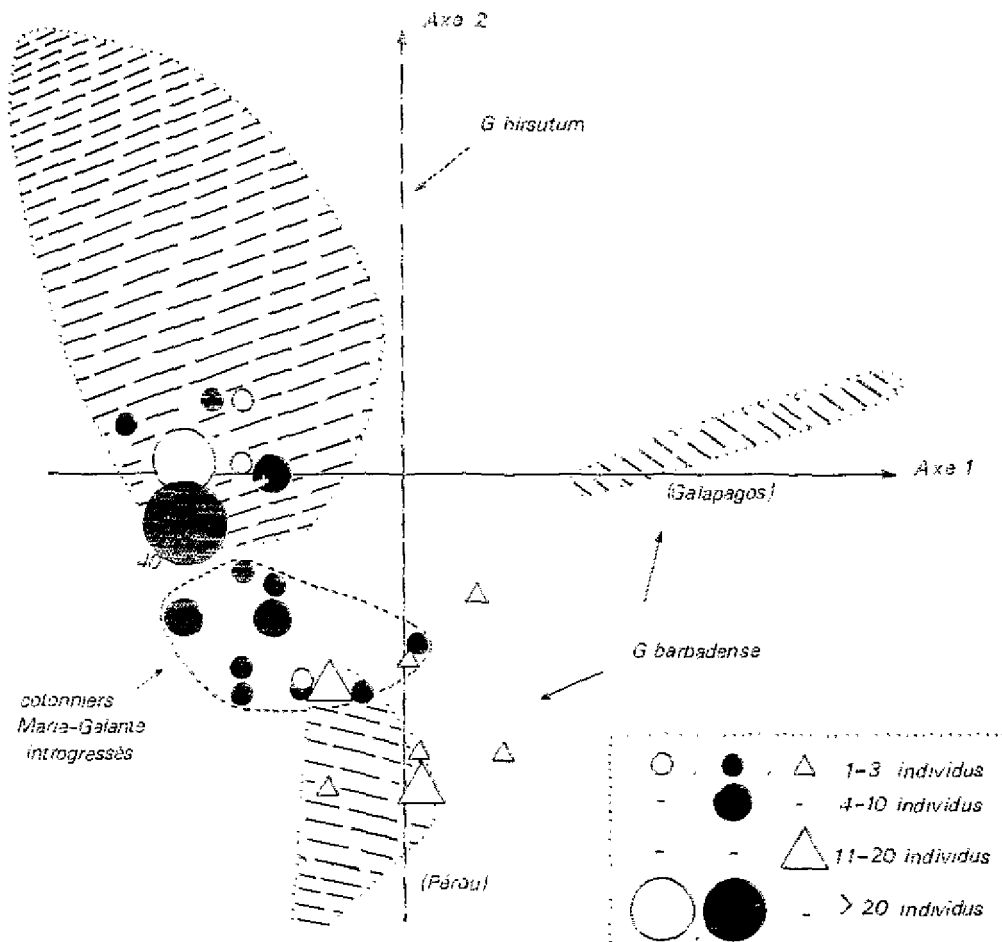 Axe 2
G hirsutum
Axe 1
(Galapagos)
40
G barbadense
cotonniers
Marie-Galante
introgressés
(Pérou)
1-3 individus
4-10 individus
11-20 individus
> 20 individus